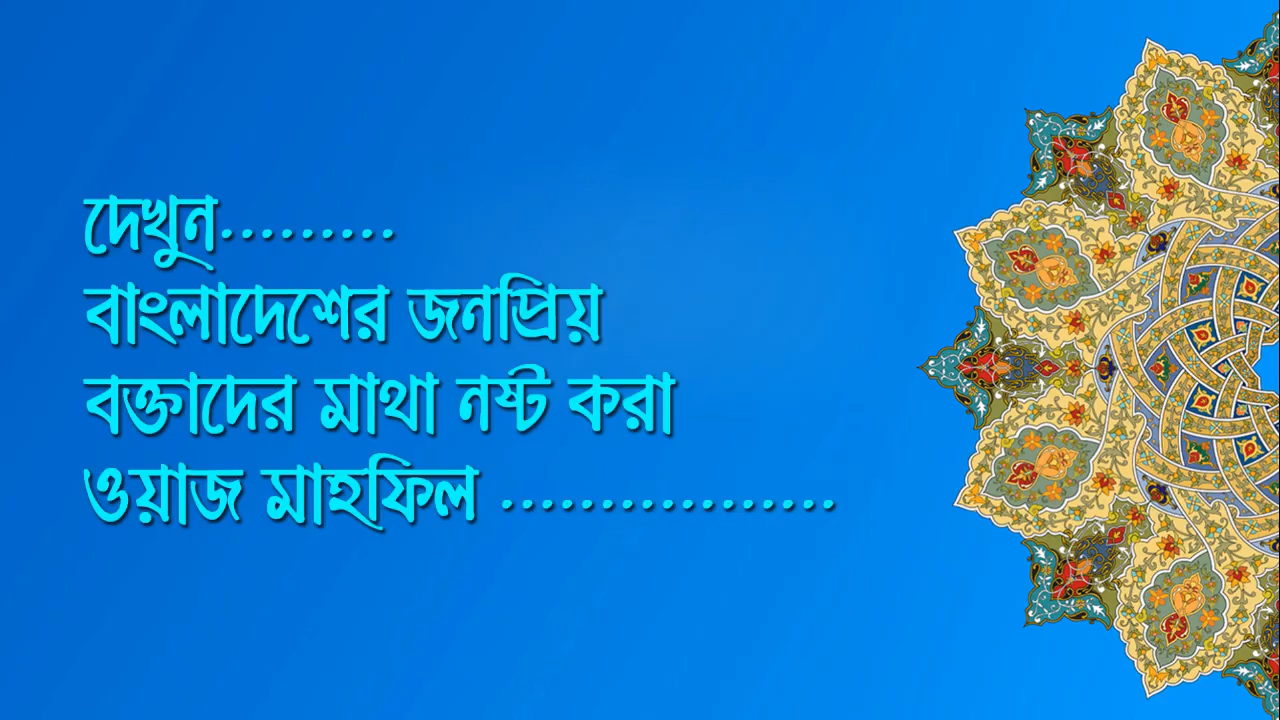 দেখুন.........
বাংলাদেশের জনপ্রিয়
বক্তাদের মাথা নষ্ট করা
ওয়াজ মাহফিল .................